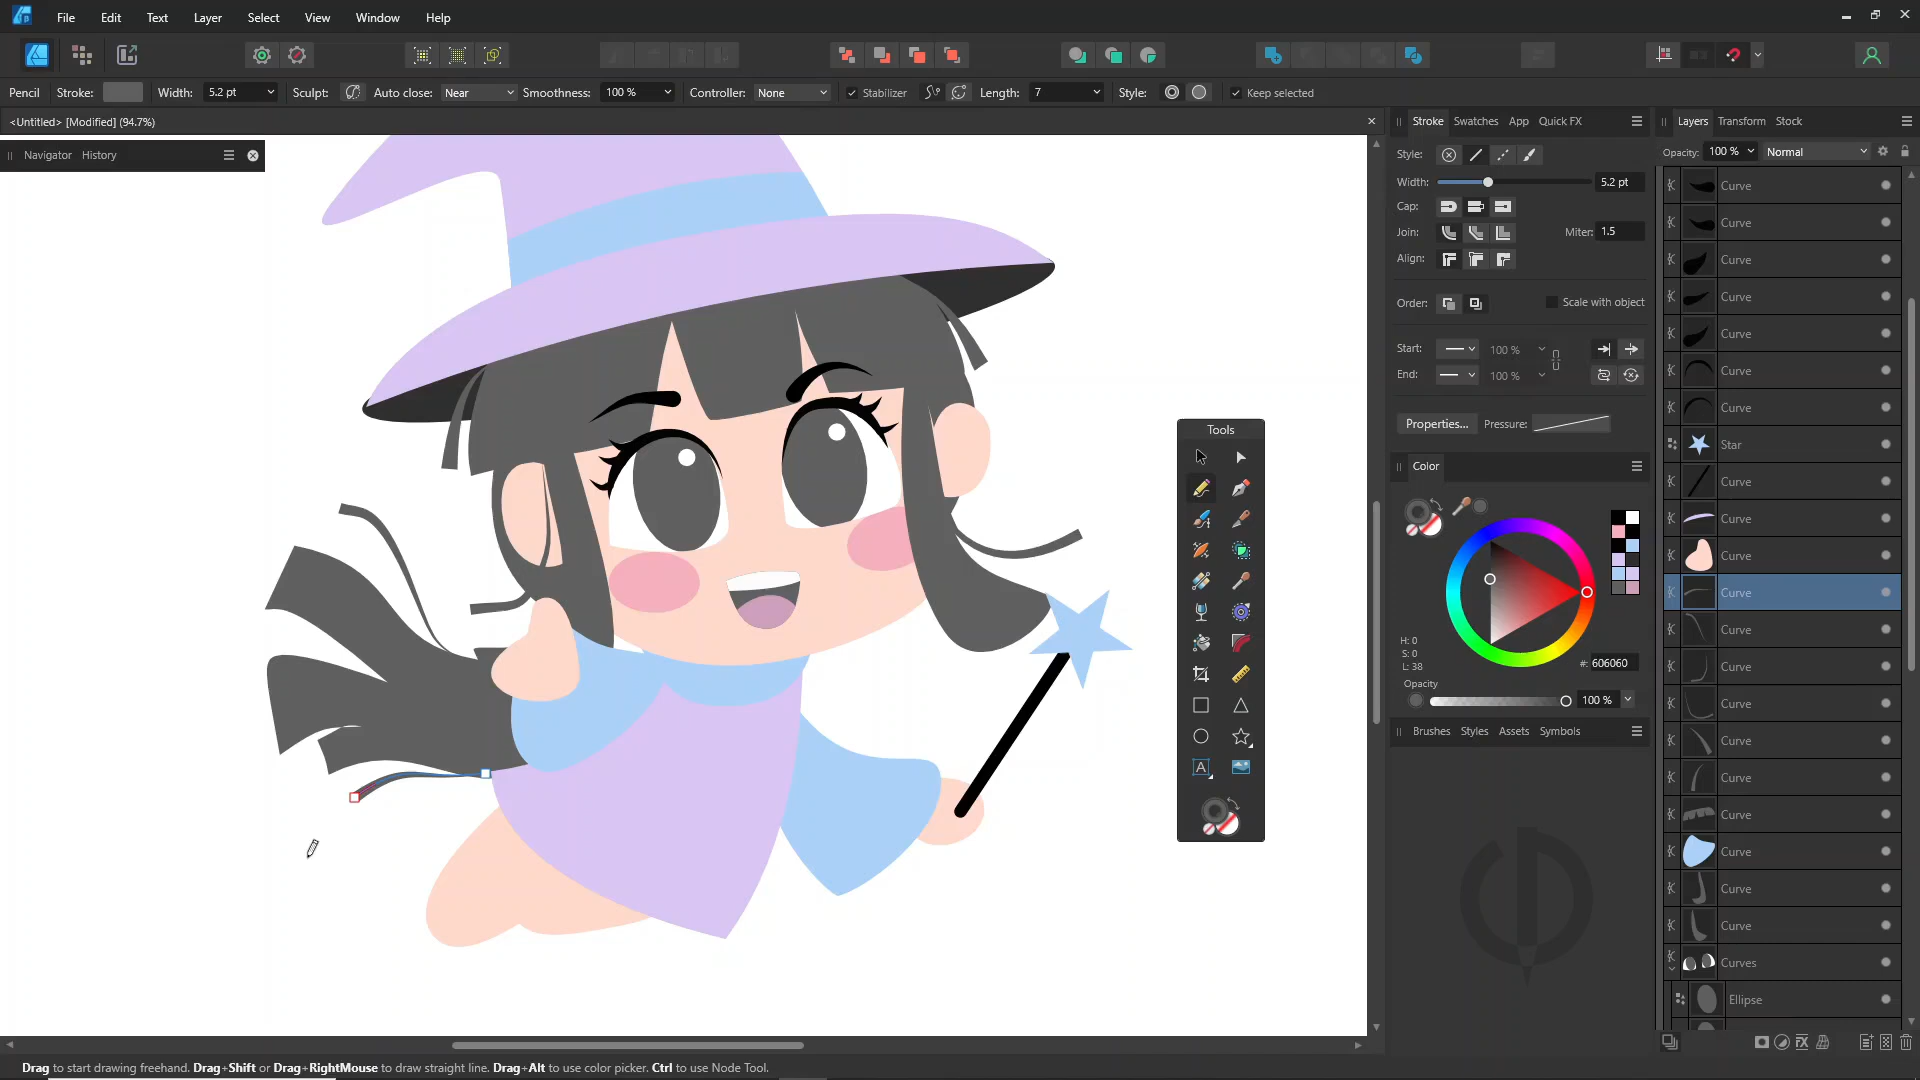 File Edit Text Layer Select View Window Help
Pencil Stroke: Width: 5.2 pt Sculpt: Auto close: Near Smoothness: 100 % Controller: None Stabilizer Length: 7 Style: Keep selected
<Untitled> [Modified] (94.7%)
Navigator History
Tools
A
Stroke Swatches App Quick FX
Style:
Width: 5.2 pt
Cap:
Join: Miter: 1.5
Align:
Order: Scale with object
Start: 100 %
End: 100 %
Properties... Pressure:
Color
H: 0
S: 0
L: 38
#: 606060
Opacity
100 %
Brushes Styles Assets Symbols
Layers Transform Stock
Opacity: 100 % Normal
Curve
Curve
Curve
Curve
Curve
Curve
Curve
Star
Curve
Curve
Curve
Curve
Curve
Curve
Curve
Curve
Curve
Curve
Curve
Curve
Curve
Curves
Ellipse
Drag to start drawing freehand. Drag+Shift or Drag+RightMouse to draw straight line. Drag+Alt to use color picker. Ctrl to use Node Tool.